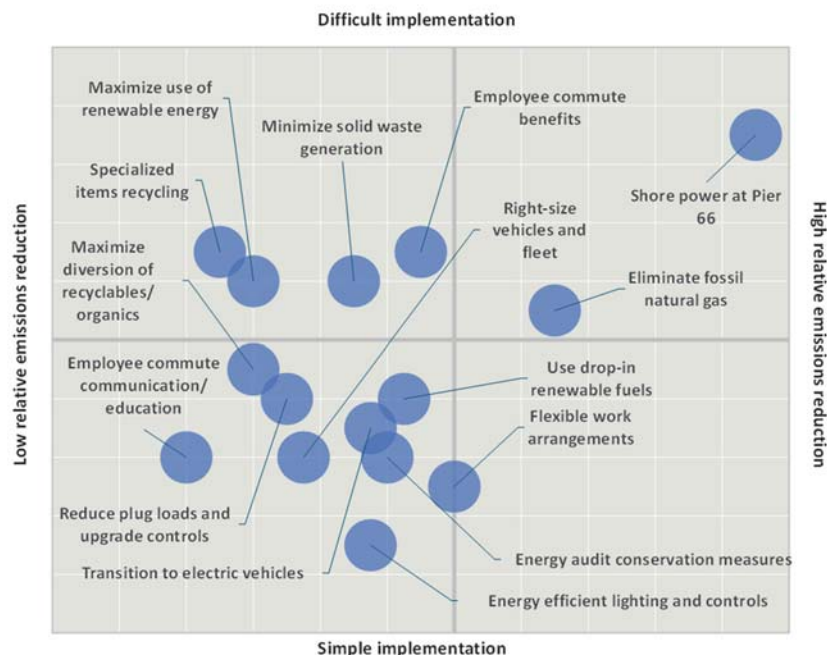 Difficult implementation
Maximize use of
renewable energy
Minimize solid waste
generation
Employee commute
benefits
Specialized
items recycling
Shore power at Pier
66
Right-size
vehicles and
fleet
Maximize
diversion of
recyclables/
organics
Eliminate fossil
natural gas
Low relative emissions reduction
High relative emissions reduction
Employee commute
communication/
education
Use drop-in
renewable fuels
Flexible work
arrangements
Reduce plug loads and
upgrade controls
Transition to electric vehicles
Energy audit conservation measures
Energy efficient lighting and controls
Simple implementation